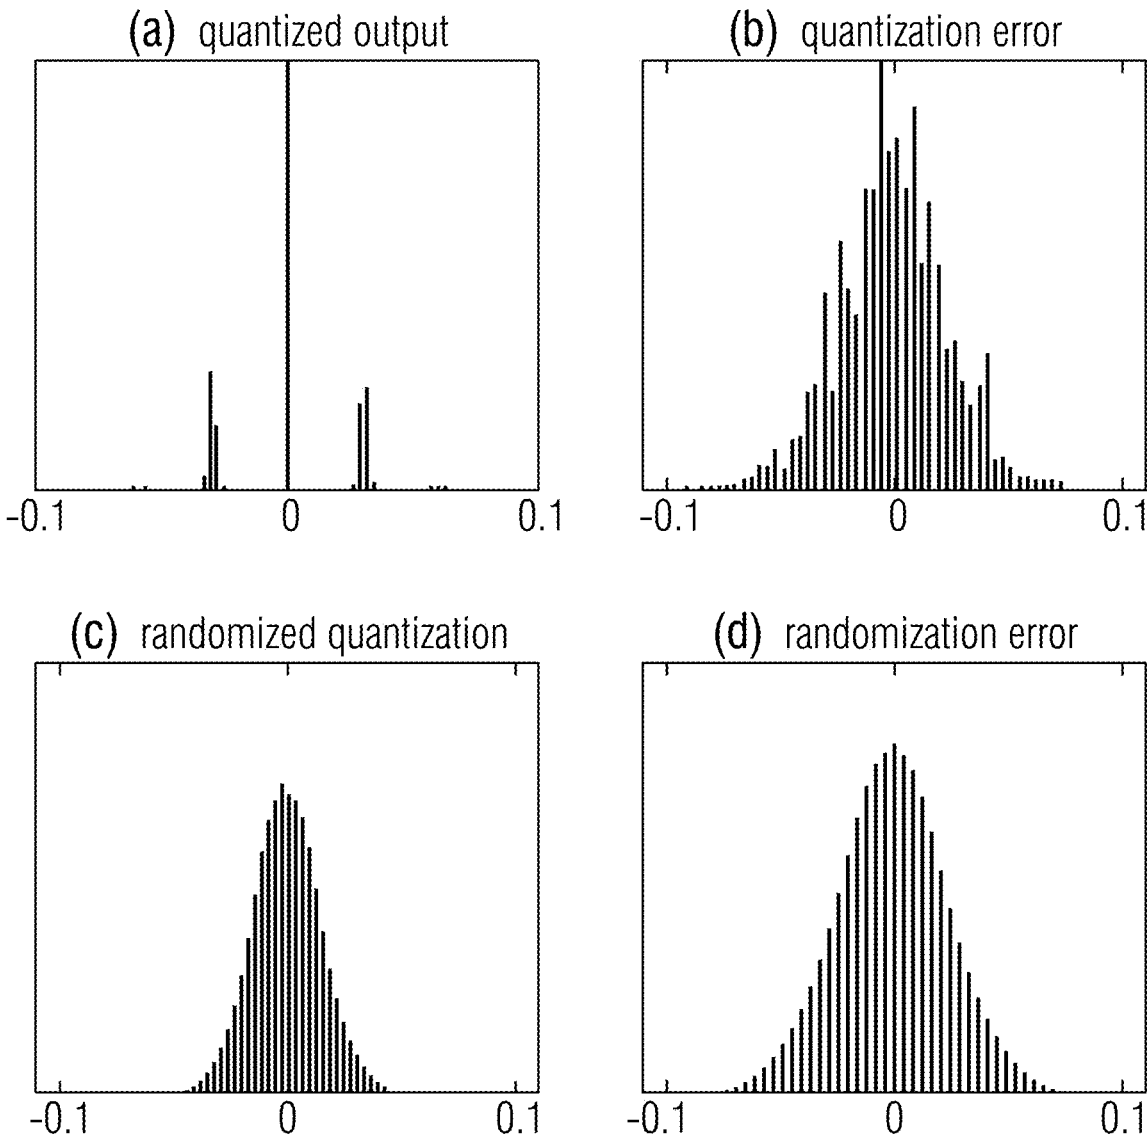 (a) quantized output
(b) quantization error
-0.1 0 0.1
-0.1 0 0.1
(c) randomized quantization
(d) randomization error
-0.1 0 0.1
-0.1 0 0.1